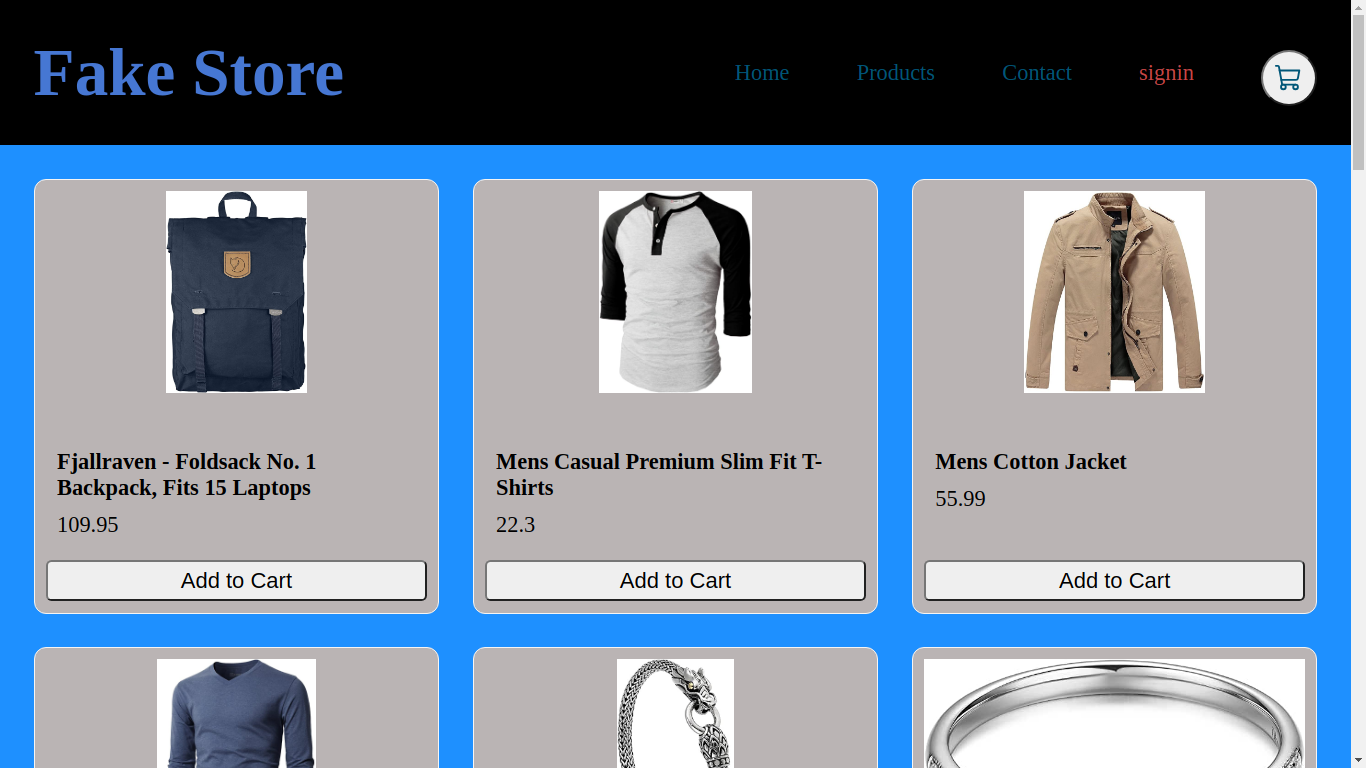 Fake Store
Home
Products
Contact
signin
Fjallraven - Foldsack No. 1
Backpack, Fits 15 Laptops
109.95
Add to Cart
Mens Casual Premium Slim Fit T-
Shirts
22.3
Add to Cart
Mens Cotton Jacket
55.99
Add to Cart